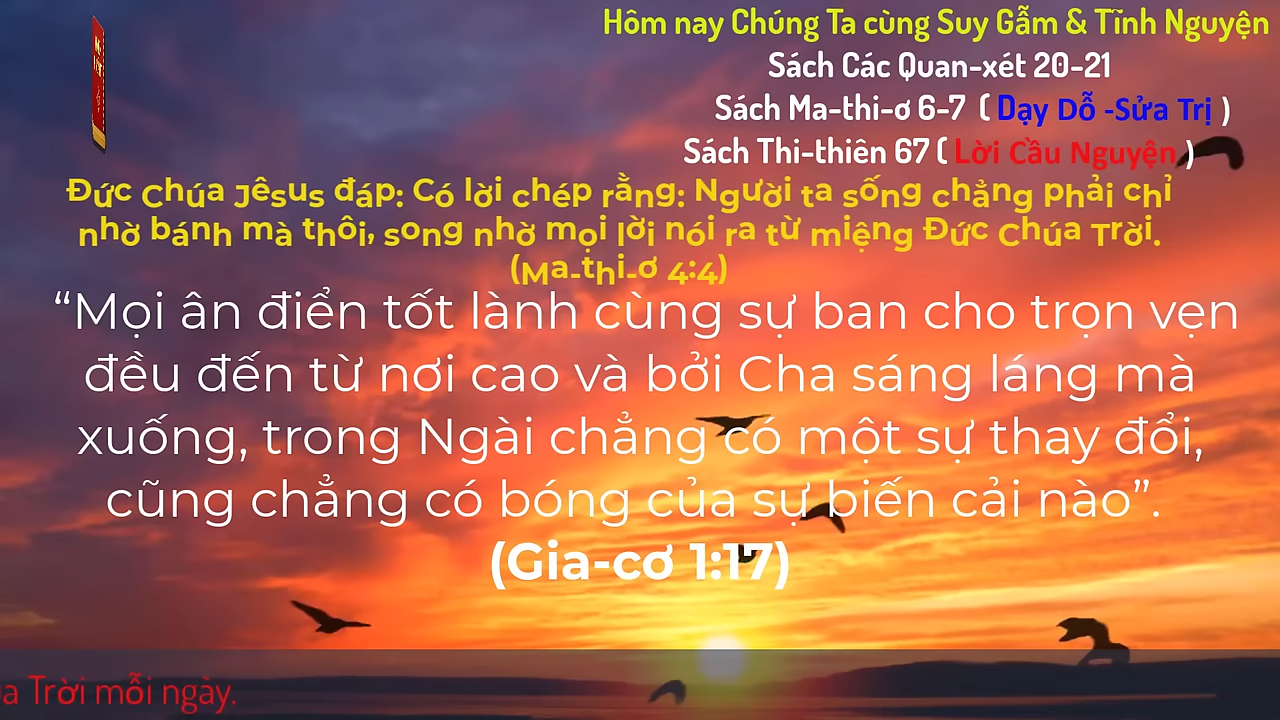 Hôm nay Chúng Ta cùng Suy Gẫm & Tĩnh Nguyện
Sách Các Quan-xét 20-21
Sách Ma-thi-ơ 6-7 ( Dạy Dỗ -Sửa Trị )
Sách Thi-thiên 67 ( Lời Cầu Nguyện )
Đức Chúa Jêsus đáp: Có lời chép rằng: Người ta sống chẳng phải chỉ
nhờ bánh mà thôi, song nhờ mọi lời nói ra từ miệng Đức Chúa Trời.
(Ma-thi-ơ 4:4)
“Mọi ân điển tốt lành cùng sự ban cho trọn vẹn
đều đến từ nơi cao và bởi Cha sáng láng mà
xuống, trong Ngài chẳng có một sự thay đổi,
cũng chẳng có bóng của sự biến cải nào”.
(Gia-cơ 1:17)
Trời mỗi ngày.